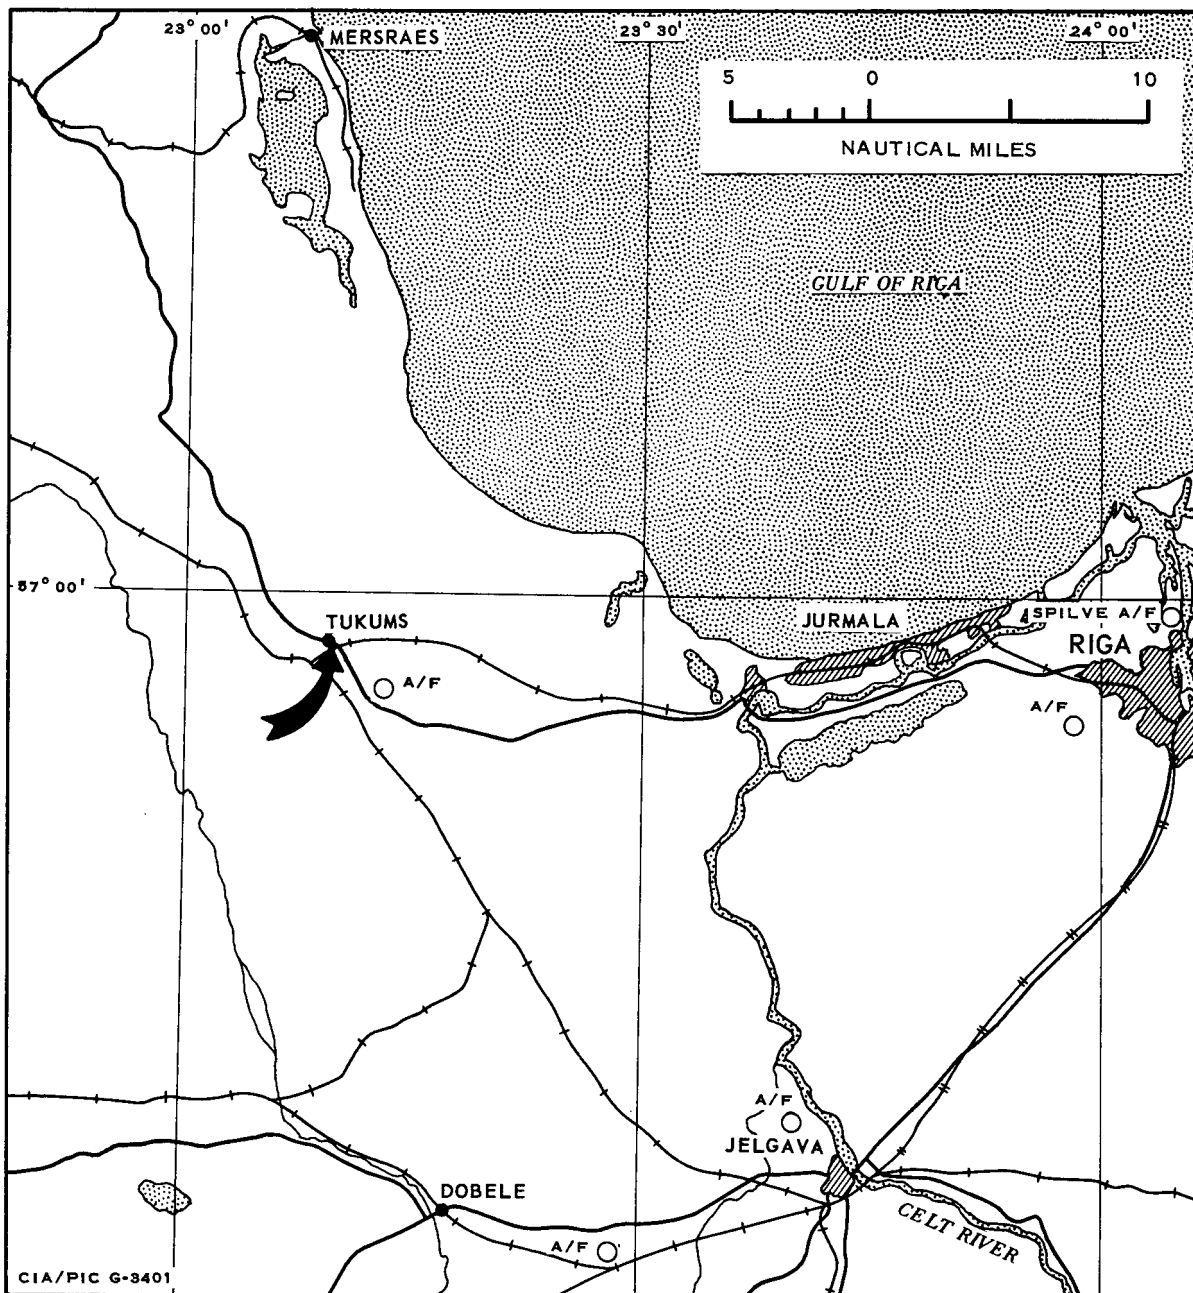 23° 00'
23° 30'
24° 00'
MERSRAES
5 0 10
NAUTICAL MILES
GULF OF RIGA
57° 00'
TUKUMS
JURMALA
SPILVE A/F
RIGA
A/F
A/F
A/F
JELGAVA
DOBELE
CELT RIVER
A/F
CIA/PIC G-3401